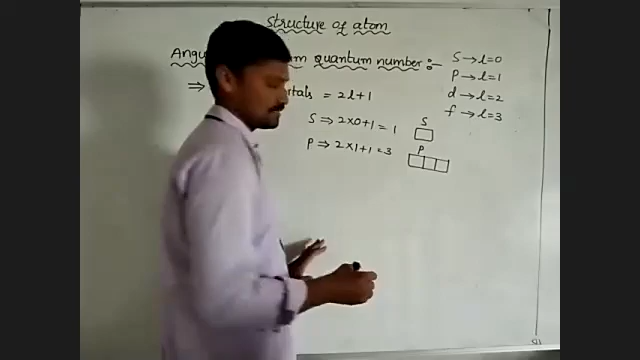 Structure of atom
Angu m quantum number :-
⇒ rbitals = 2l+1
S ⇒ 2×0+1 = 1
P ⇒ 2×1+1 = 3
S
P
S → l=0
P → l=1
d → l=2
f → l=3